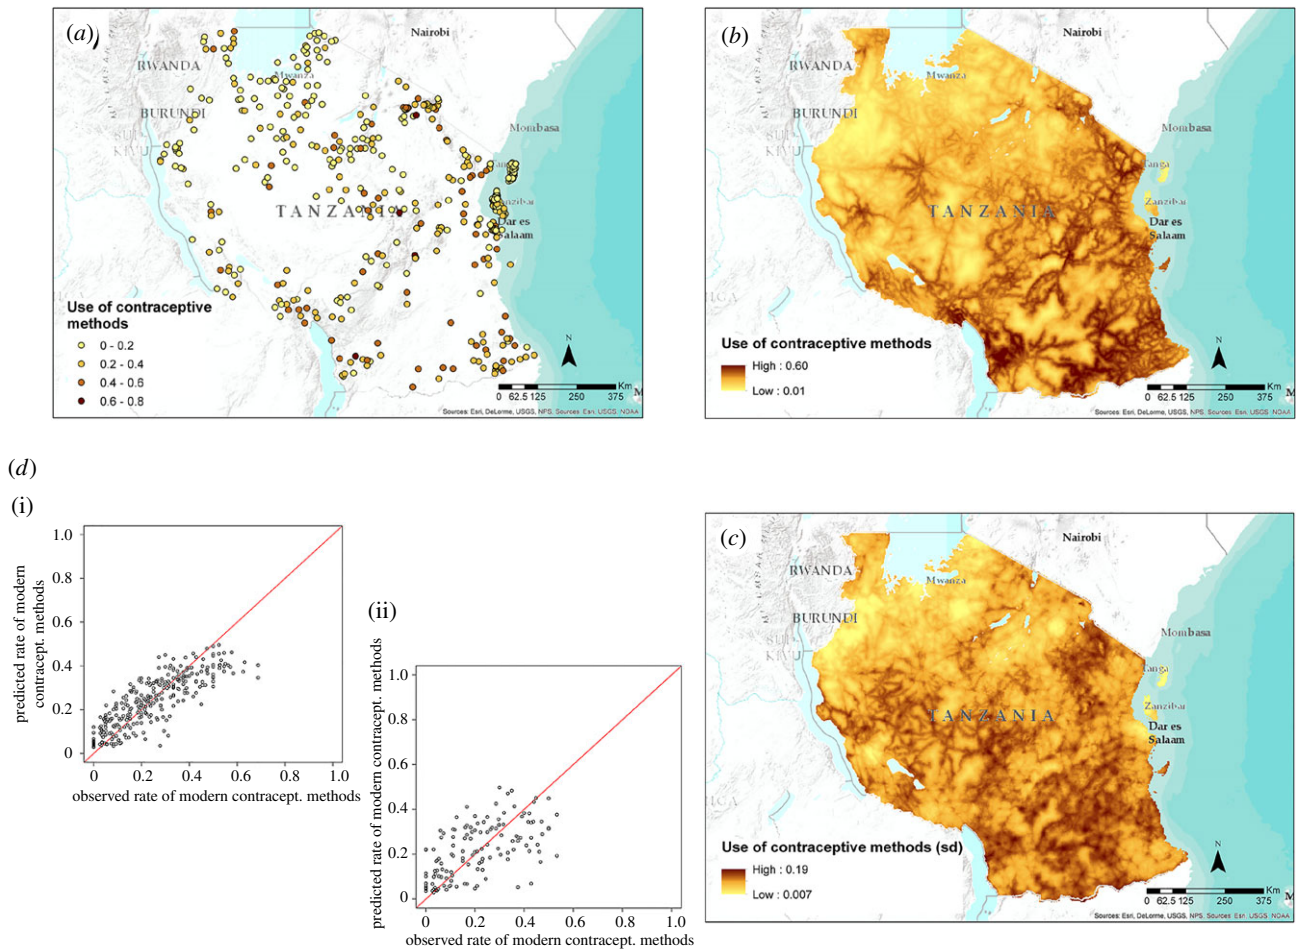 (a)
Nairobi
RWANDA
Mwanza
BURUNDI
Mombasa
KIVU
Tanga
TANZANIA
Zanzibar
Dar es
Salaam
Use of contraceptive
methods
0 - 0.2
0.2 - 0.4
0.4 - 0.6
0.6 - 0.8
N
Km
0 62.5 125 250 375
Sources: Esri, DeLorme, USGS, NPS, Sources: Esri, USGS, NOAA
(b)
Nairobi
RWANDA
Mwanza
BURUNDI
Mombasa
KIVU
Tanga
Zanzibar
TANZANIA
Dar es
Salaam
Use of contraceptive methods
High : 0.60
Low : 0.01
N
Km
0 62.5 125 250 375
Sources: Esri, DeLorme, USGS, NPS, Sources: Esri, USGS, NOAA
(d)
(i)
predicted rate of modern
contracept. methods
1.0
0.8
0.6
0.4
0.2
0
0 0.2 0.4 0.6 0.8 1.0
observed rate of modern contracept. methods
(ii)
predicted rate of modern contracept. methods
1.0
0.8
0.6
0.4
0.2
0
0 0.2 0.4 0.6 0.8 1.0
observed rate of modern contracept. methods
(c)
Nairobi
RWANDA
Mwanza
BURUNDI
Mombasa
KIVU
Tanga
Zanzibar
TANZANIA
Dar es
Salaam
Use of contraceptive methods (sd)
High : 0.19
Low : 0.007
N
Km
0 62.5 125 250 375
Sources: Esri, DeLorme, USGS, NPS, Sources: Esri, USGS, NOAA